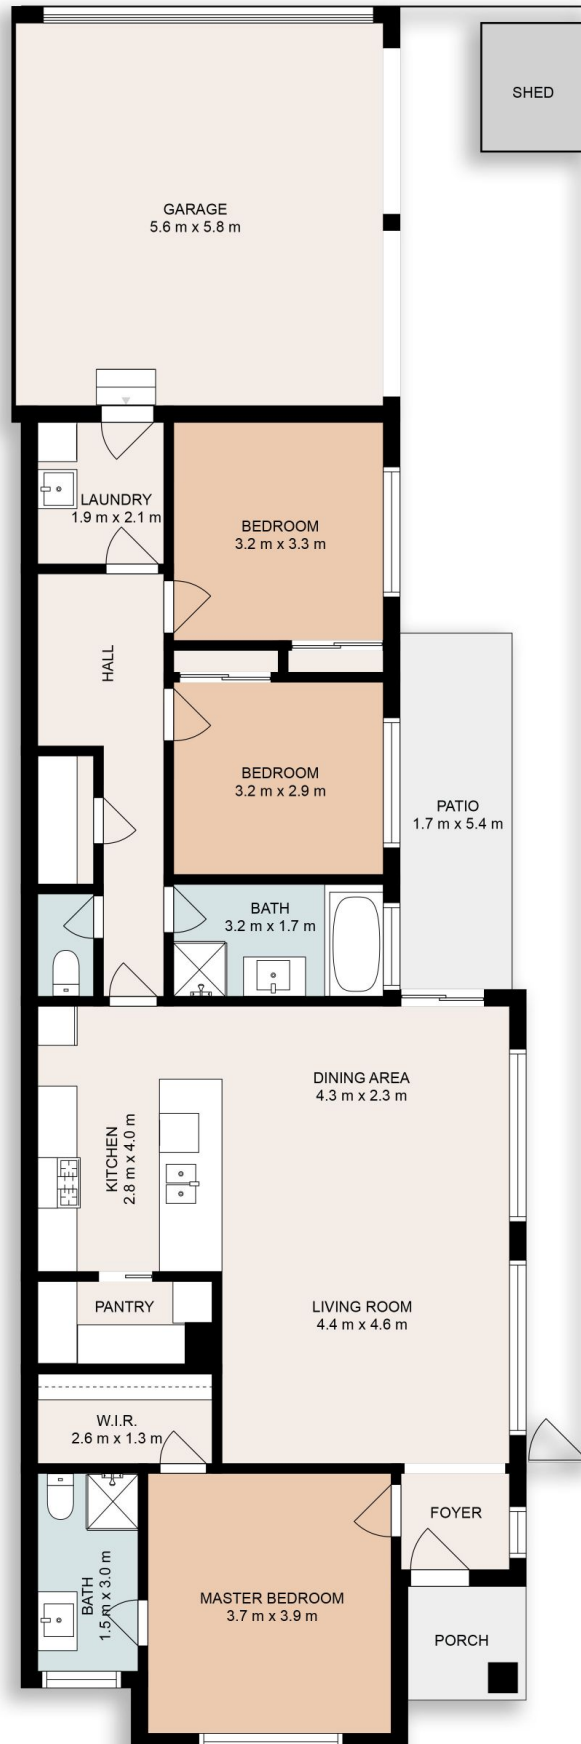 SHED
GARAGE
5.6 m x 5.8 m
LAUNDRY
1.9 m x 2.1 m
BEDROOM
3.2 m x 3.3 m
HALL
BEDROOM
3.2 m x 2.9 m
PATIO
1.7 m x 5.4 m
BATH
3.2 m x 1.7 m
DINING AREA
4.3 m x 2.3 m
KITCHEN
2.8 m x 4.0 m
PANTRY
LIVING ROOM
4.4 m x 4.6 m
W.I.R.
2.6 m x 1.3 m
FOYER
BATH
1.5 m x 3.0 m
MASTER BEDROOM
3.7 m x 3.9 m
PORCH